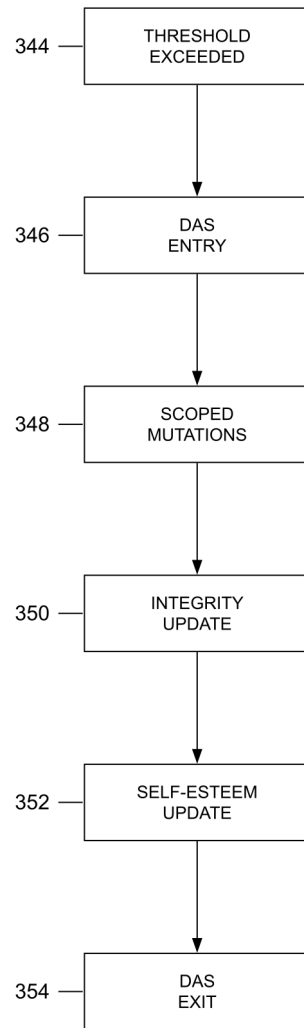 344
THRESHOLD
EXCEEDED
346
DAS
ENTRY
348
SCOPED
MUTATIONS
350
INTEGRITY
UPDATE
352
SELF-ESTEEM
UPDATE
354
DAS
EXIT